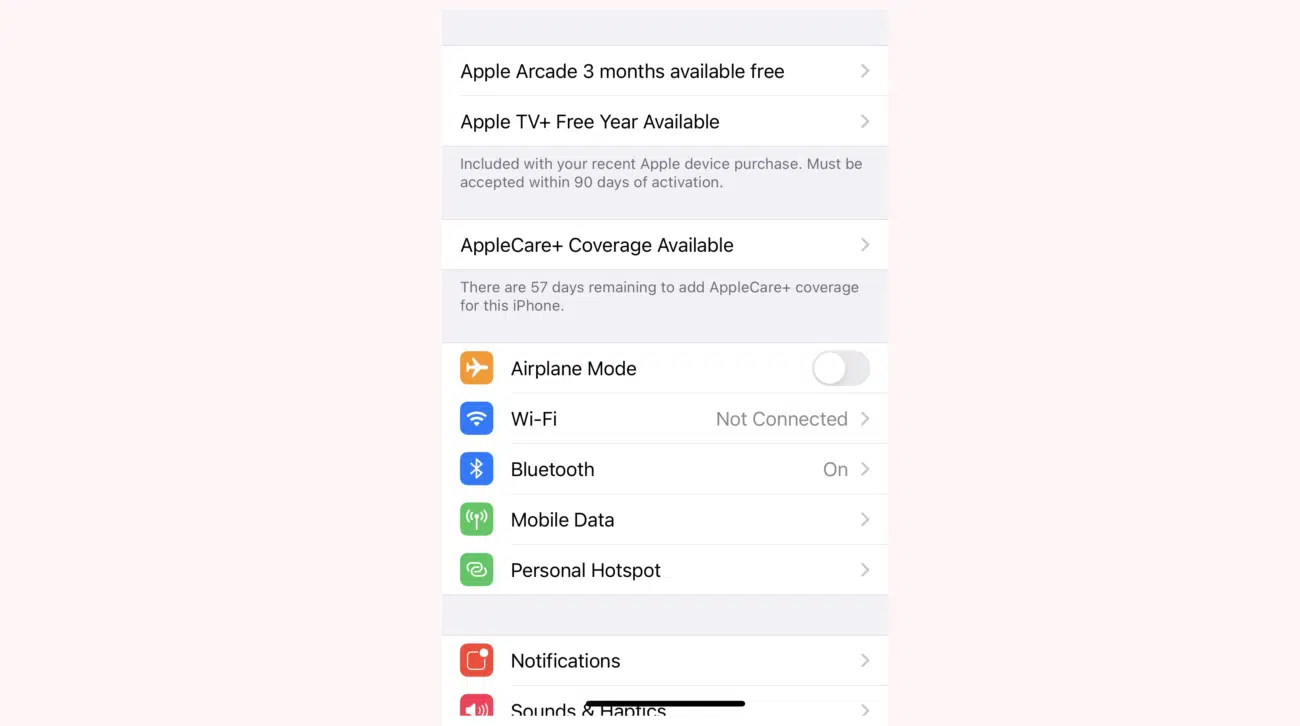 Apple Arcade 3 months available free
Apple TV+ Free Year Available
Included with your recent Apple device purchase. Must be
accepted within 90 days of activation.
AppleCare+ Coverage Available
There are 57 days remaining to add AppleCare+ coverage
for this iPhone.
Airplane Mode
Wi-Fi Not Connected
Bluetooth On
Mobile Data
Personal Hotspot
Notifications
Sounds & Haptics